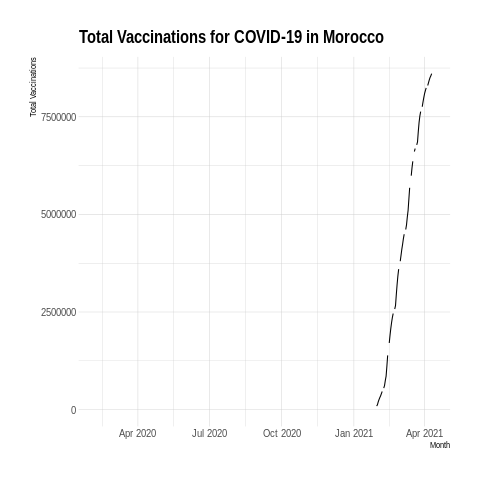 Total Vaccinations for COVID-19 in Morocco
Total Vaccinations
7500000
5000000
2500000
0
Apr 2020 Jul 2020 Oct 2020 Jan 2021 Apr 2021
Month